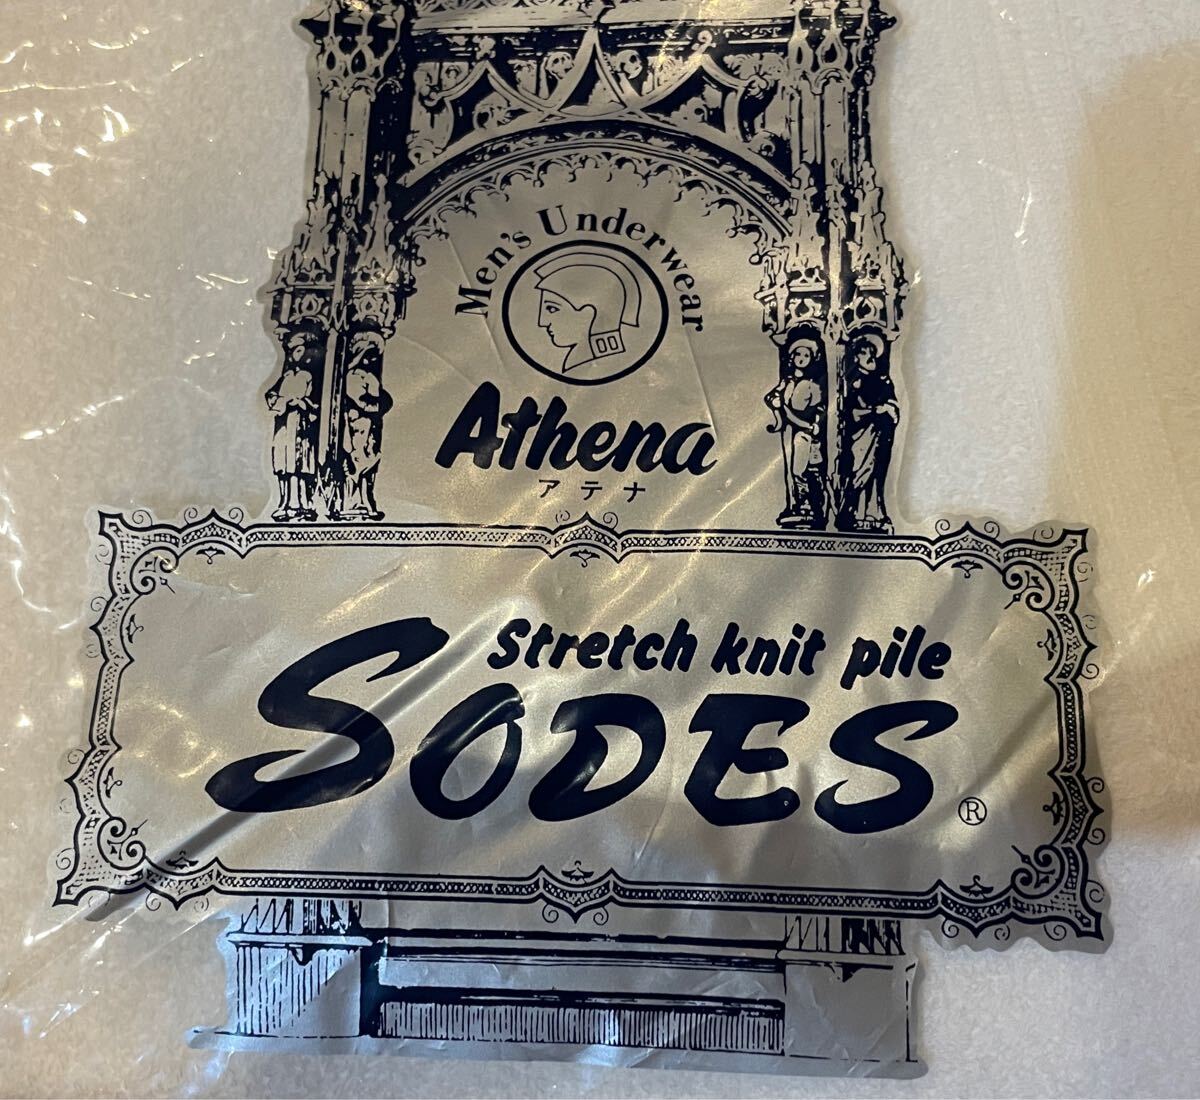 Men's Underwear
Athena
アテナ
Stretch knit pile
SODES®